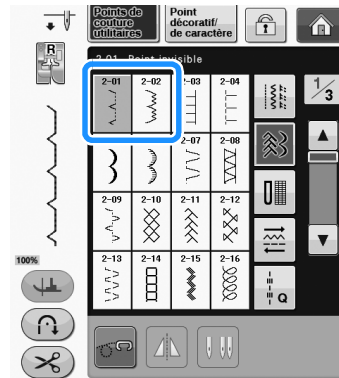 Points de couture utilitaires
Point décoratif/ de caractère
R
2-01 Point invisible
2-01 2-02 2-03 2-04
1/3
2-07 2-08
2-09 2-10 2-11 2-12
100%
2-13 2-14 2-15 2-16
Q